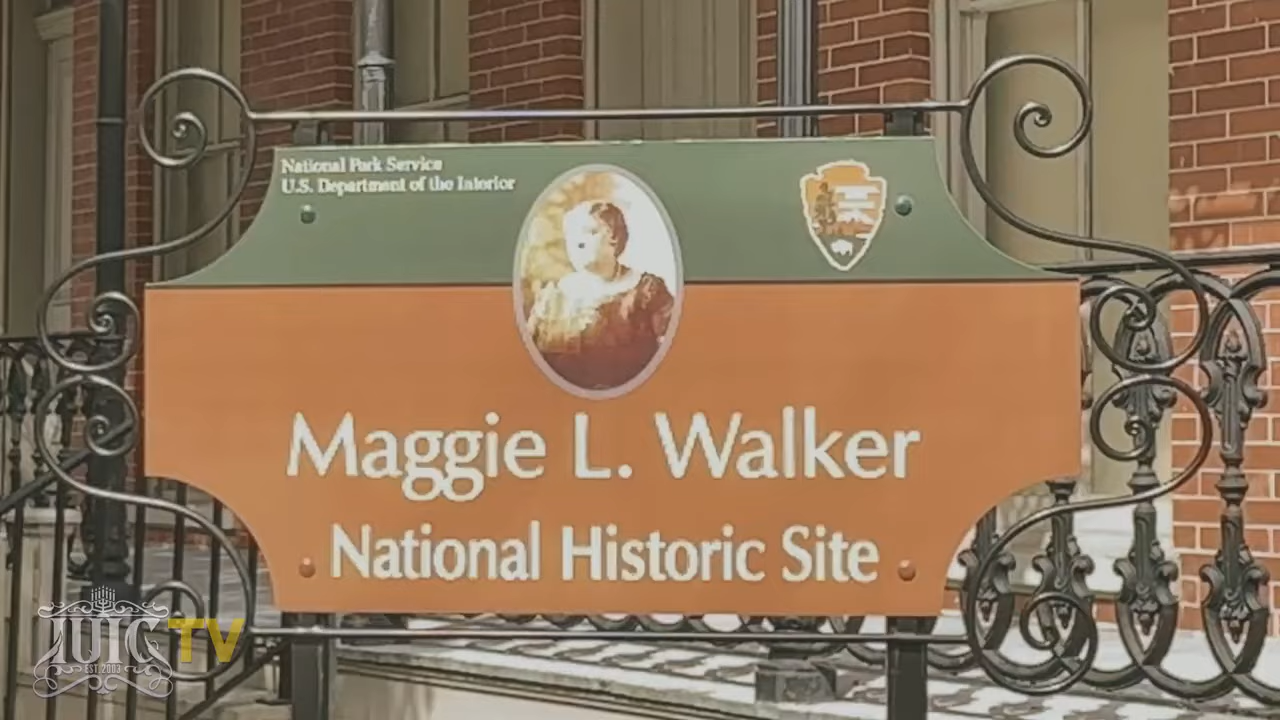 National Park Service
U.S. Department of the Interior
Maggie L. Walker
National Historic Site
IUIC TV
EST. 2003